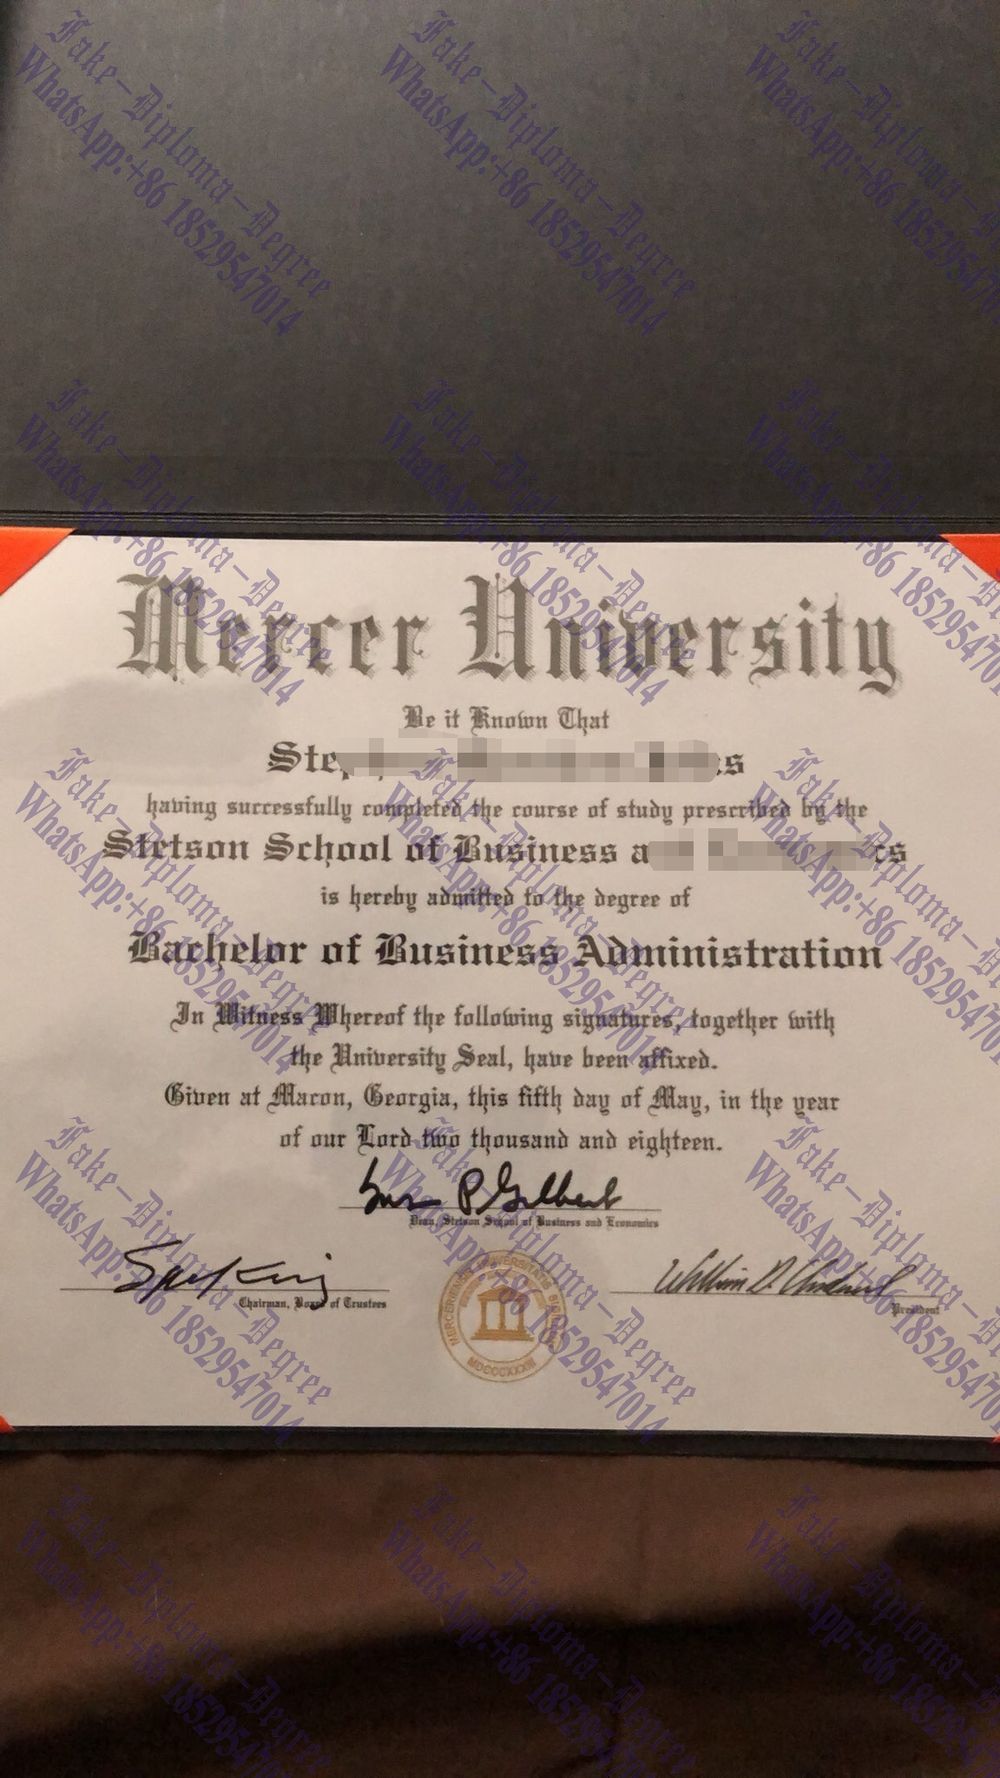 Fake-Diploma-Degree
WhatsApp:+86 18529547014
Mercer University
Be it Known That
having successfully completed the course of study prescribed by the
Stetson School of Business
is hereby admitted to the degree of
Bachelor of Business Administration
In Witness Whereof the following signatures, together with
the University Seal, have been affixed.
Given at Macon, Georgia, this fifth day of May, in the year
of our Lord two thousand and eighteen.
Dean, Stetson School of Business and Economics
Chairman, Board of Trustees
President
MDCCCXXXIII